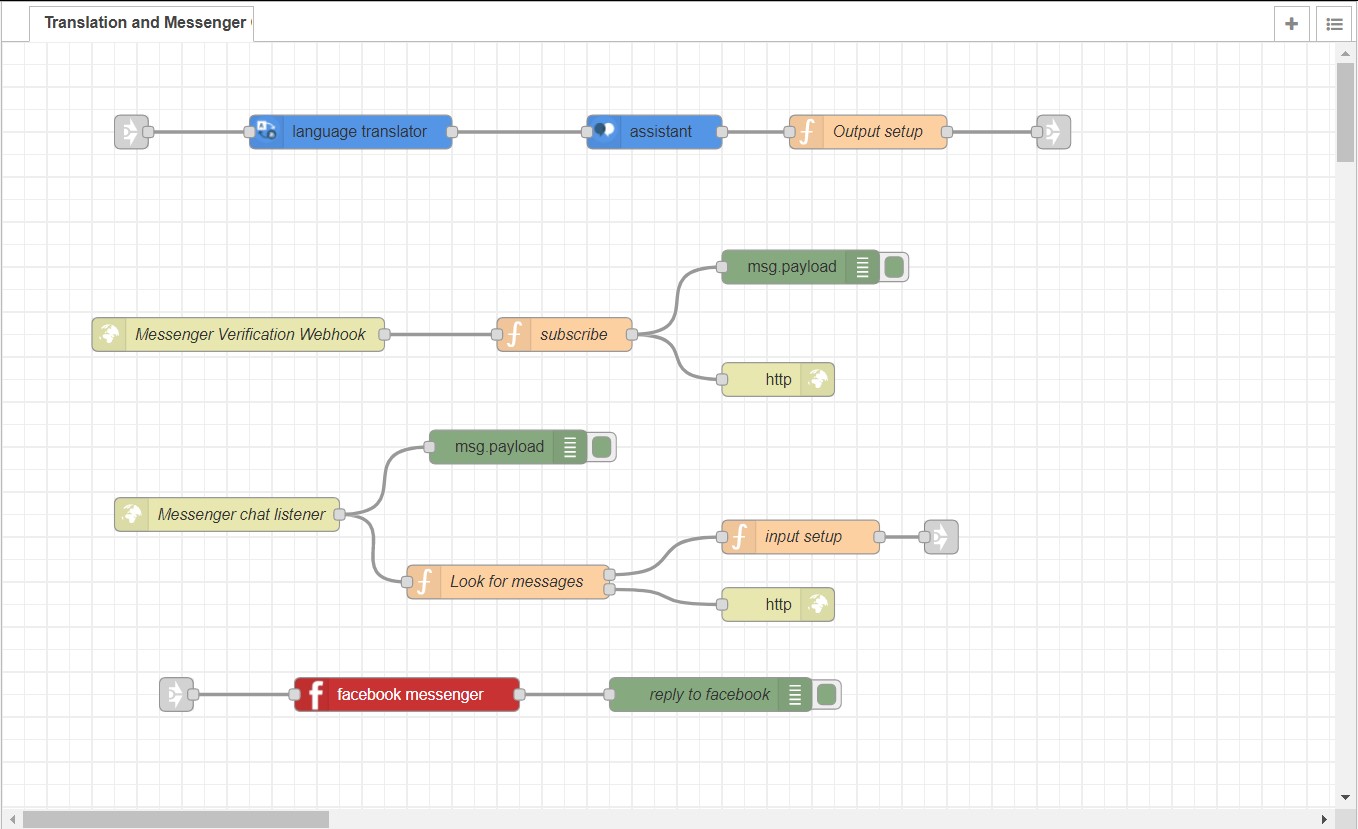 Translation and Messenger
language translator
assistant
Output setup
msg.payload
Messenger Verification Webhook
subscribe
http
msg.payload
Messenger chat listener
input setup
Look for messages
http
facebook messenger
reply to facebook